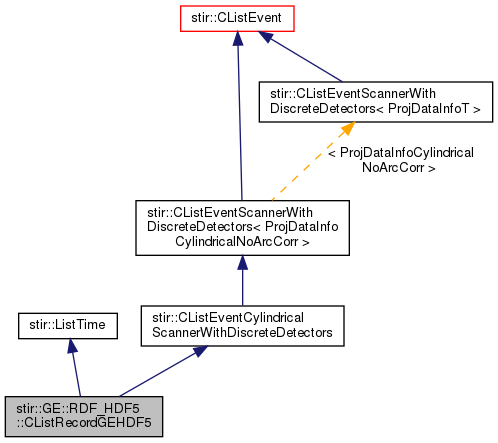 stir::CListEvent
stir::CListEventScannerWith
DiscreteDetectors< ProjDataInfoT >
< ProjDataInfoCylindrical
NoArcCorr >
stir::CListEventScannerWith
DiscreteDetectors< ProjDataInfo
CylindricalNoArcCorr >
stir::CListEventCylindrical
ScannerWithDiscreteDetectors
stir::ListTime
stir::GE::RDF_HDF5
::CListRecordGEHDF5